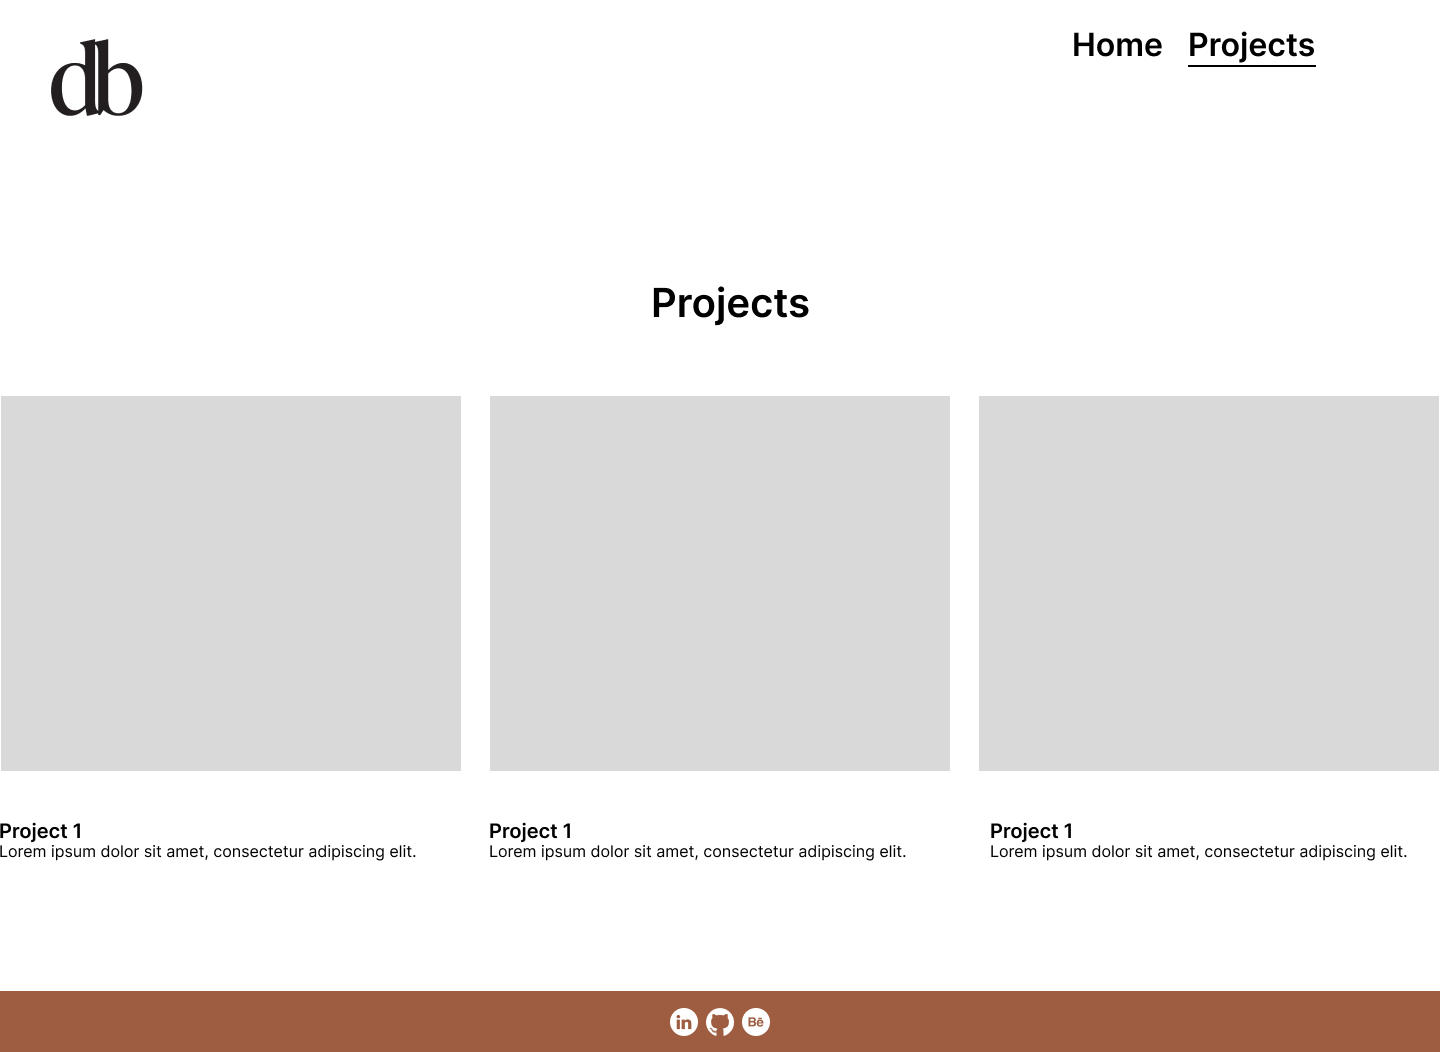 db
Home Projects
Projects
Project 1
Lorem ipsum dolor sit amet, consectetur adipiscing elit.
Project 1
Lorem ipsum dolor sit amet, consectetur adipiscing elit.
Project 1
Lorem ipsum dolor sit amet, consectetur adipiscing elit.
in Bē